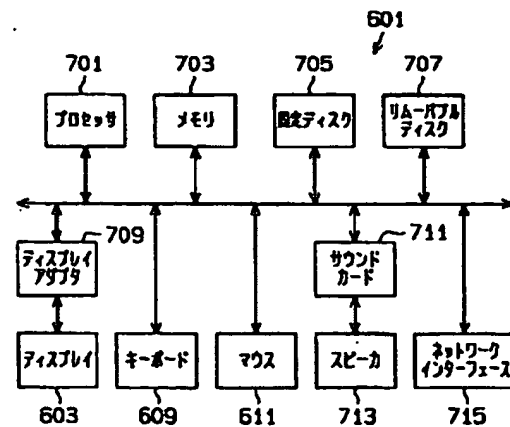 601
701
703
705
707
プロセッサ
メモリ
固定ディスク
リムーバブル
ディスク
709
711
ディスプレイ
アダプタ
サウンド
カード
ディスプレイ
キーボード
マウス
スピーカ
ネットワーク
インターフェース
603
609
611
713
715